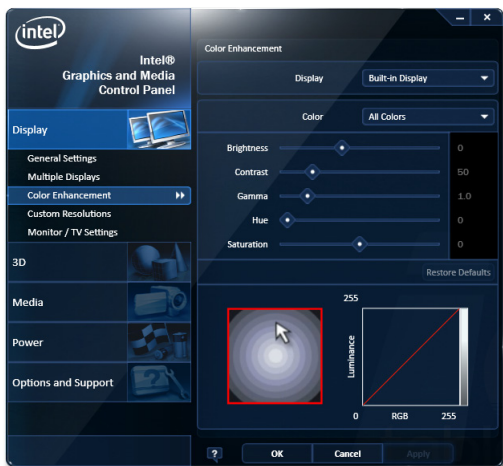 intel
Intel®
Graphics and Media
Control Panel
Display
General Settings
Multiple Displays
Color Enhancement
Custom Resolutions
Monitor / TV Settings
3D
Media
Power
Options and Support
Color Enhancement
Display Built-in Display
Color All Colors
Brightness 0
Contrast 50
Gamma 1.0
Hue 0
Saturation 0
Restore Defaults
255
Luminance
0 RGB 255
? OK Cancel Apply